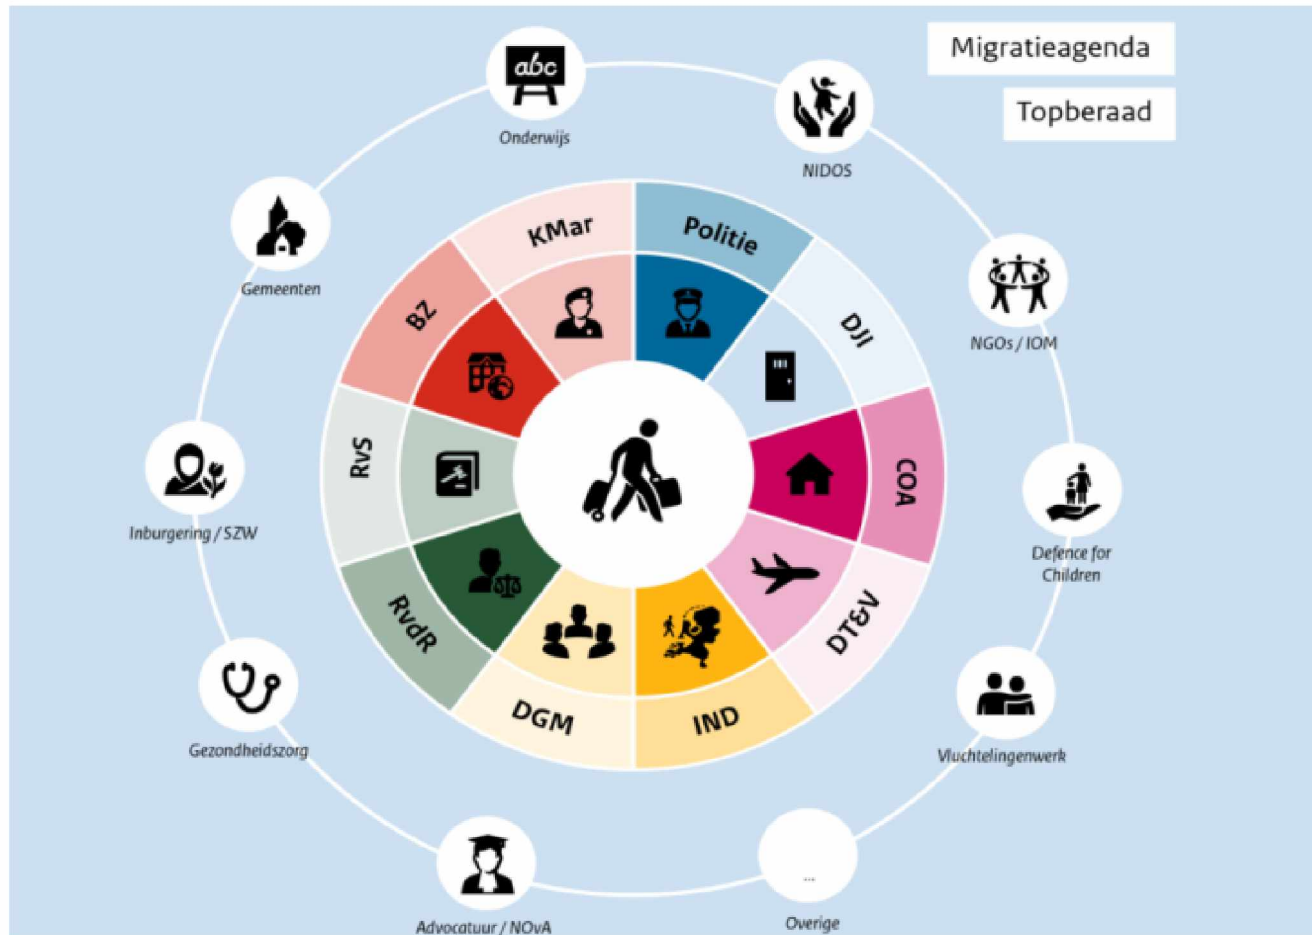 Migratieagenda
Topberaad
abc
Onderwijs
NIDOS
NGOs / IOM
Defence for
Children
Vluchtelingenwerk
...
Overige
Advocatuur / NOvA
Gezondheidszorg
Inburgering / SZW
Gemeenten
KMar
Politie
DJI
COA
DT&V
IND
DGM
RvdR
RvS
BZ